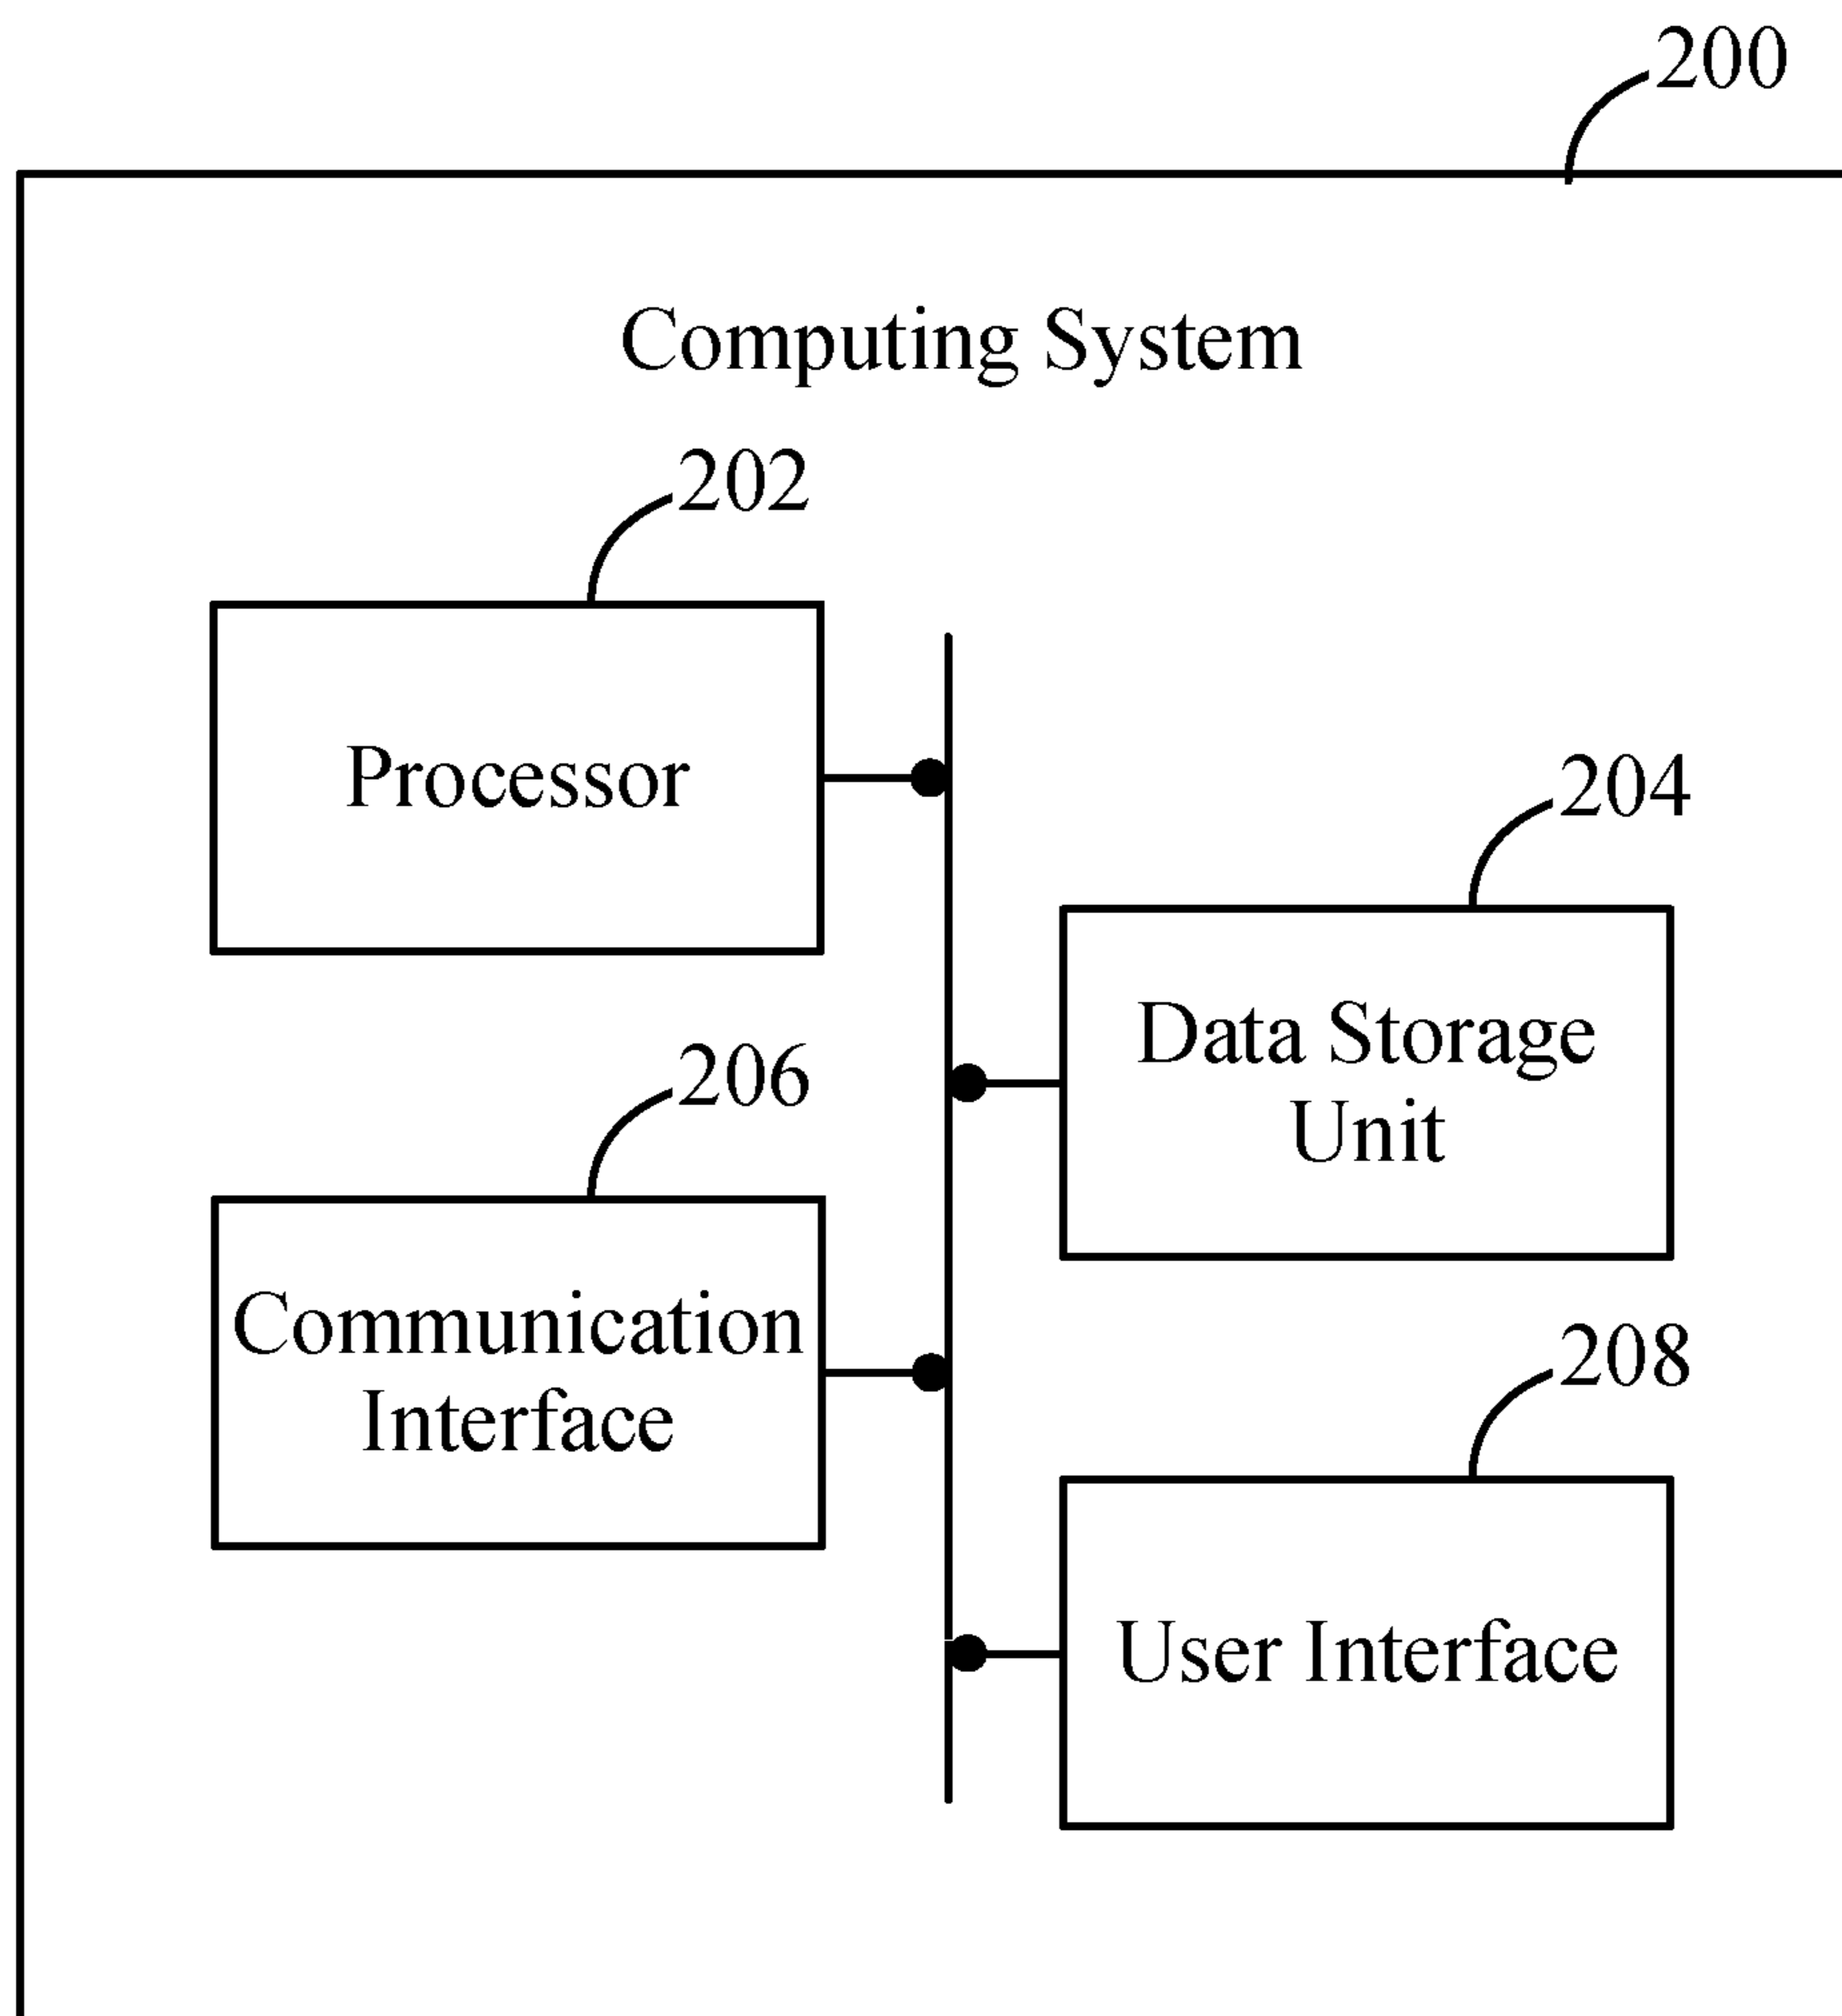 200
Computing System
202
Processor
204
Data Storage
Unit
206
Communication
Interface
208
User Interface